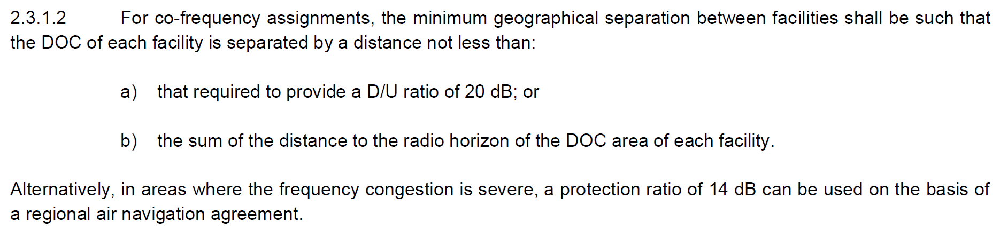 2.3.1.2 For co-frequency assignments, the minimum geographical separation between facilities shall be such that
the DOC of each facility is separated by a distance not less than:
a) that required to provide a D/U ratio of 20 dB; or
b) the sum of the distance to the radio horizon of the DOC area of each facility.
Alternatively, in areas where the frequency congestion is severe, a protection ratio of 14 dB can be used on the basis of
a regional air navigation agreement.